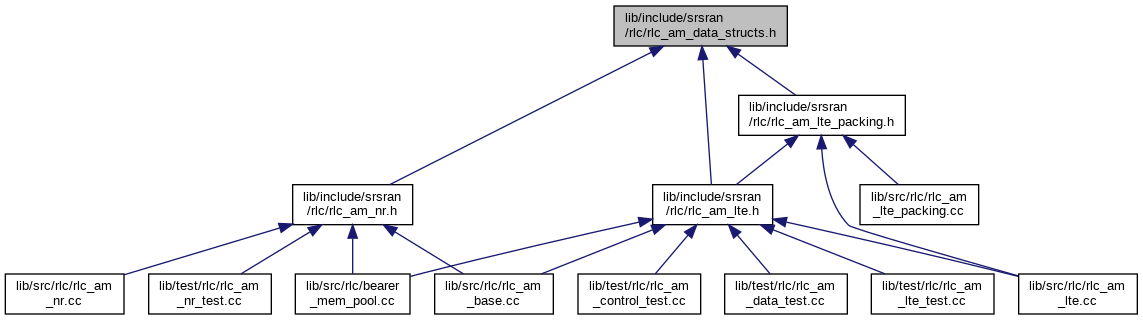 lib/include/srsran
/rlc/rlc_am_data_structs.h
lib/include/srsran
/rlc/rlc_am_lte_packing.h
lib/include/srsran
/rlc/rlc_am_nr.h
lib/include/srsran
/rlc/rlc_am_lte.h
lib/src/rlc/rlc_am
_lte_packing.cc
lib/src/rlc/rlc_am
_nr.cc
lib/test/rlc/rlc_am
_nr_test.cc
lib/src/rlc/bearer
_mem_pool.cc
lib/src/rlc/rlc_am
_base.cc
lib/test/rlc/rlc_am
_control_test.cc
lib/test/rlc/rlc_am
_data_test.cc
lib/test/rlc/rlc_am
_lte_test.cc
lib/src/rlc/rlc_am
_lte.cc